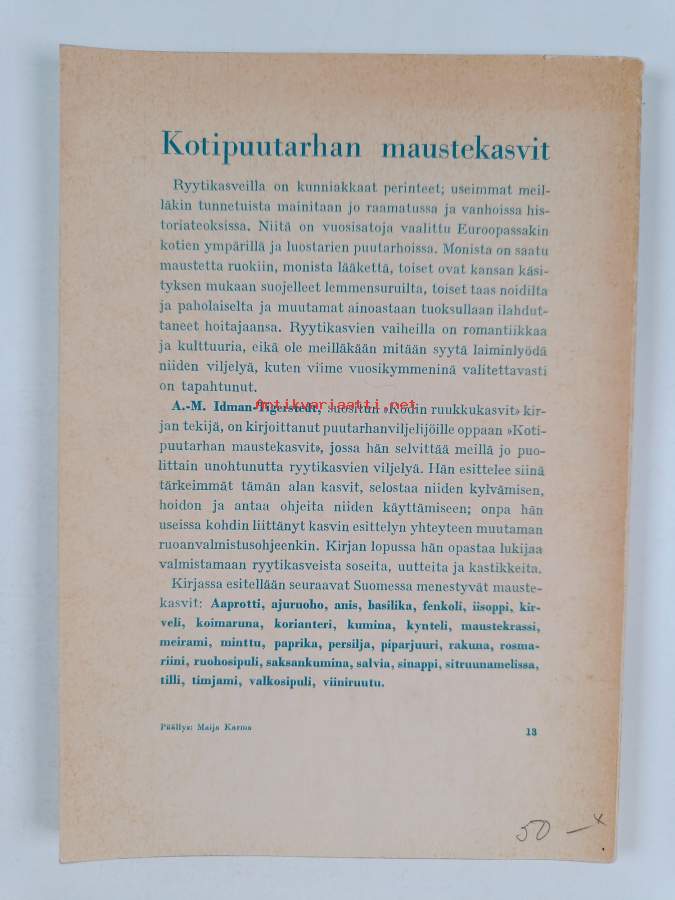 Kotipuutarhan maustekasvit
Ryytikasveilla on kunniakkaat perinteet; useimmat meil-
läkin tunnetuista mainitaan jo raamatussa ja vanhoissa his-
toriateoksissa. Niitä on vuosisatoja vaalittu Euroopassakin
kotien ympärillä ja luostarien puutarhoissa. Monista on saatu
maustetta ruokiin, monista lääkettä, toiset ovat kansan käsi-
tyksen mukaan suojelleet lemmensuruilta, toiset taas noidilta
ja paholaiselta ja muutamat ainoastaan tuoksullaan ilahdut-
taneet hoitajaansa. Ryytikasvien vaiheilla on romantiikkaa
ja kulttuuria, eikä ole meilläkään mitään syytä laiminlyödä
niiden viljelyä, kuten viime vuosikymmeninä valitettavasti
on tapahtunut.
Antikvariaatti.net
A.-M. Idman-Tigerstedt, suositun »Kodin ruukkukasvit» kir-
jan tekijä, on kirjoittanut puutarhanviljelijöille oppaan »Koti-
puutarhan maustekasvit», jossa hän selvittää meillä jo puo-
littain unohtunutta ryytikasvien viljelyä. Hän esittelee siinä
tärkeimmät tämän alan kasvit, selostaa niiden kylvämisen,
hoidon ja antaa ohjeita niiden käyttämiseen; onpa hän
useissa kohdin liittänyt kasvin esittelyn yhteyteen muutaman
ruoanvalmistusohjeenkin. Kirjan lopussa hän opastaa lukijaa
valmistamaan ryytikasveista soseita, uutteita ja kastikkeita.
Kirjassa esitellään seuraavat Suomessa menestyvät mauste-
kasvit: Aaprotti, ajuruoho, anis, basilika, fenkoli, iisoppi, kir-
veli, koimaruna, korianteri, kumina, kynteli, maustekrassi,
meirami, minttu, paprika, persilja, piparjuuri, rakuna, rosma-
riini, ruohosipuli, saksankumina, salvia, sinappi, sitruunamelissa,
tilli, timjami, valkosipuli, viiniruutu.
Päällys: Maija Karma
13
50 —x